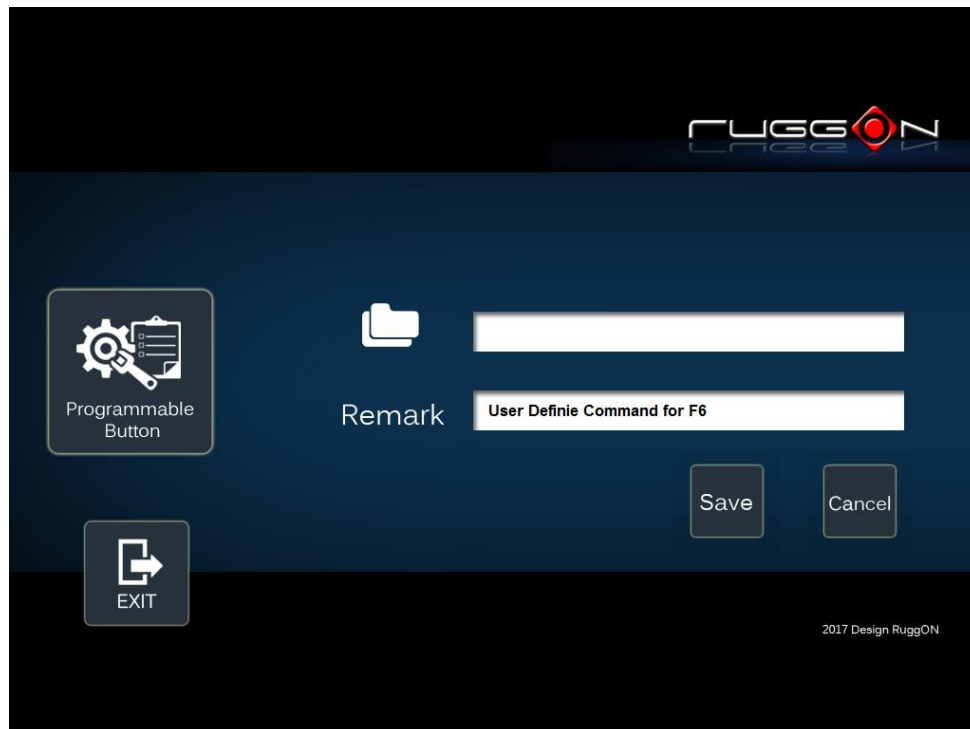 RUGGON
Programmable
Button
Remark
User Definie Command for F6
Save
Cancel
EXIT
2017 Design RuggON